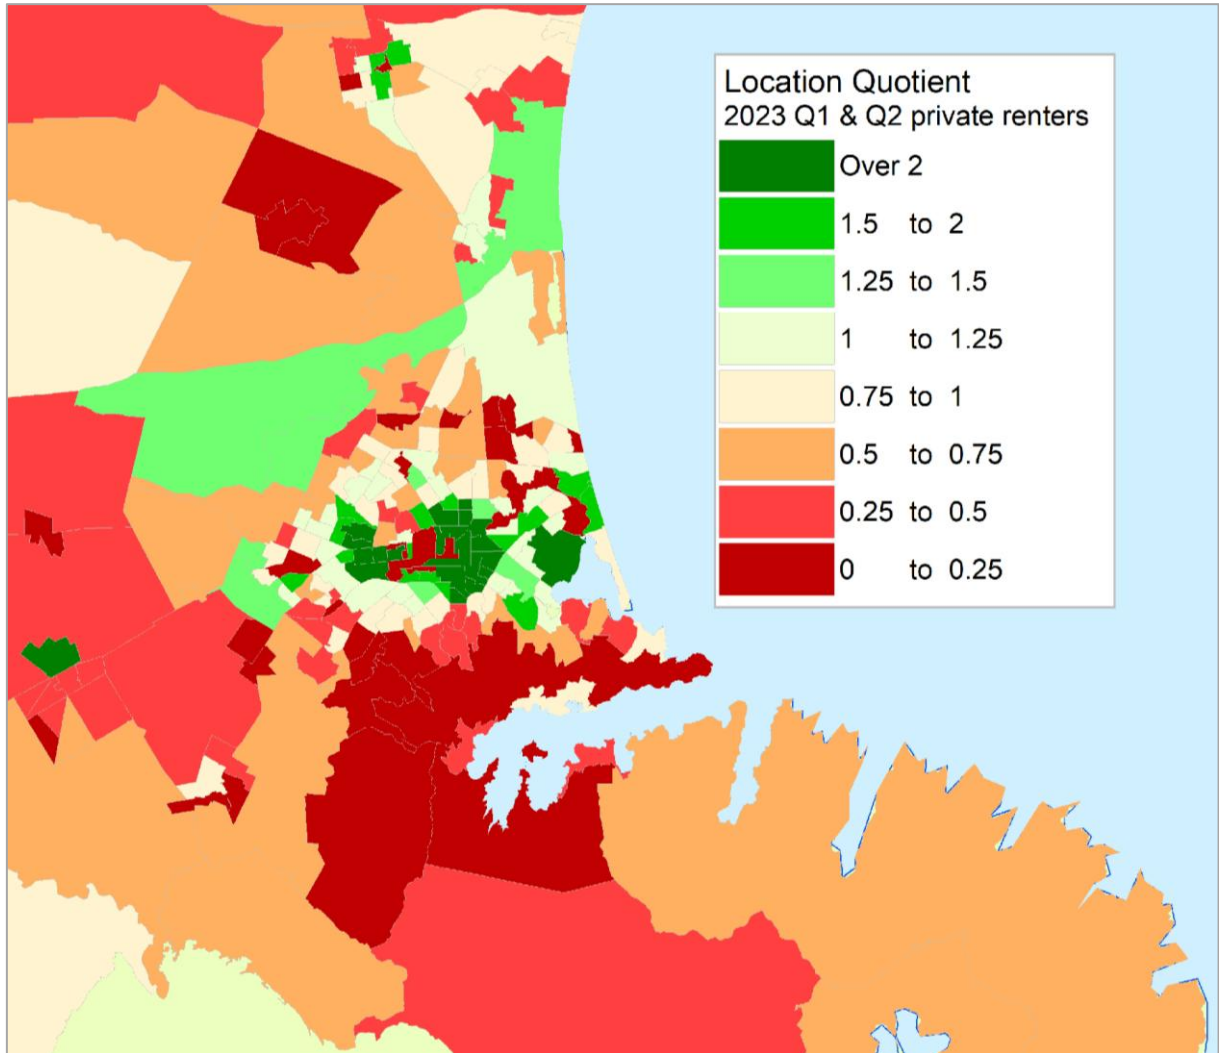 Location Quotient
2023 Q1 & Q2 private renters
Over 2
1.5 to 2
1.25 to 1.5
1 to 1.25
0.75 to 1
0.5 to 0.75
0.25 to 0.5
0 to 0.25